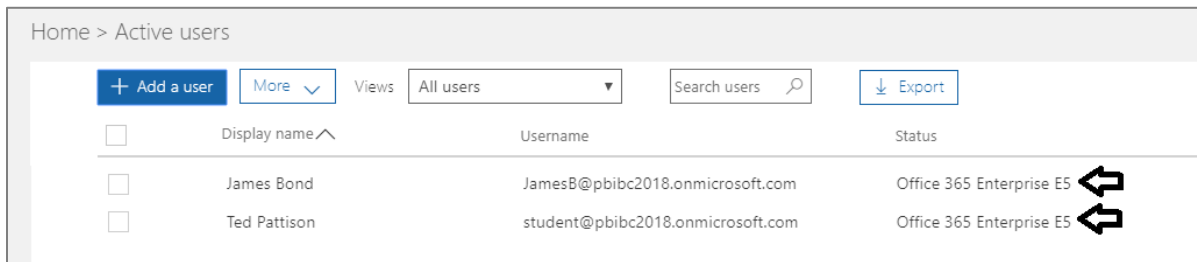 Home > Active users
+ Add a user More Views All users Search users Export
Display name Username Status
James Bond JamesB@pbibc2018.onmicrosoft.com Office 365 Enterprise E5
Ted Pattison student@pbibc2018.onmicrosoft.com Office 365 Enterprise E5